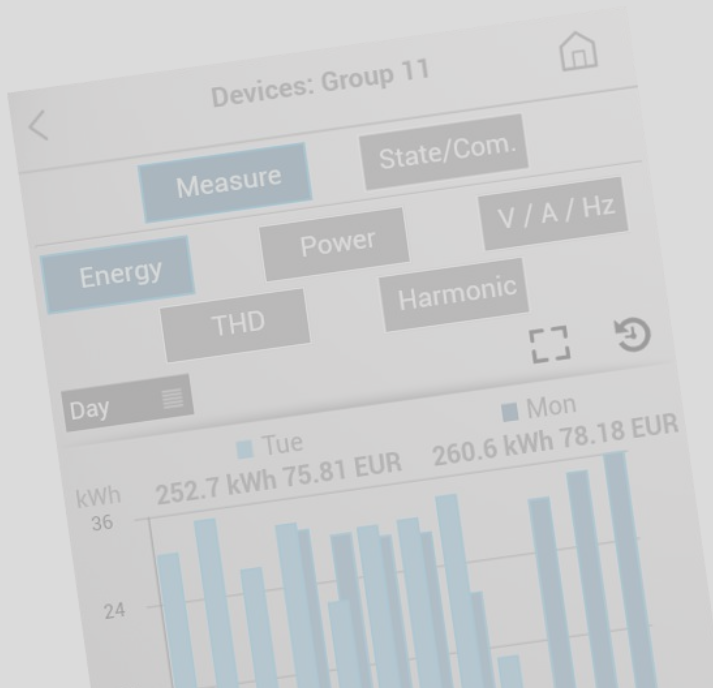 Devices: Group 11
Measure State/Com.
Energy Power V / A / Hz
THD Harmonic
Day
Tue Mon
252.7 kWh 75.81 EUR 260.6 kWh 78.18 EUR
kWh
36
24